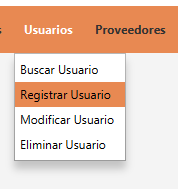 Usuarios Proveedores
Buscar Usuario
Registrar Usuario
Modificar Usuario
Eliminar Usuario